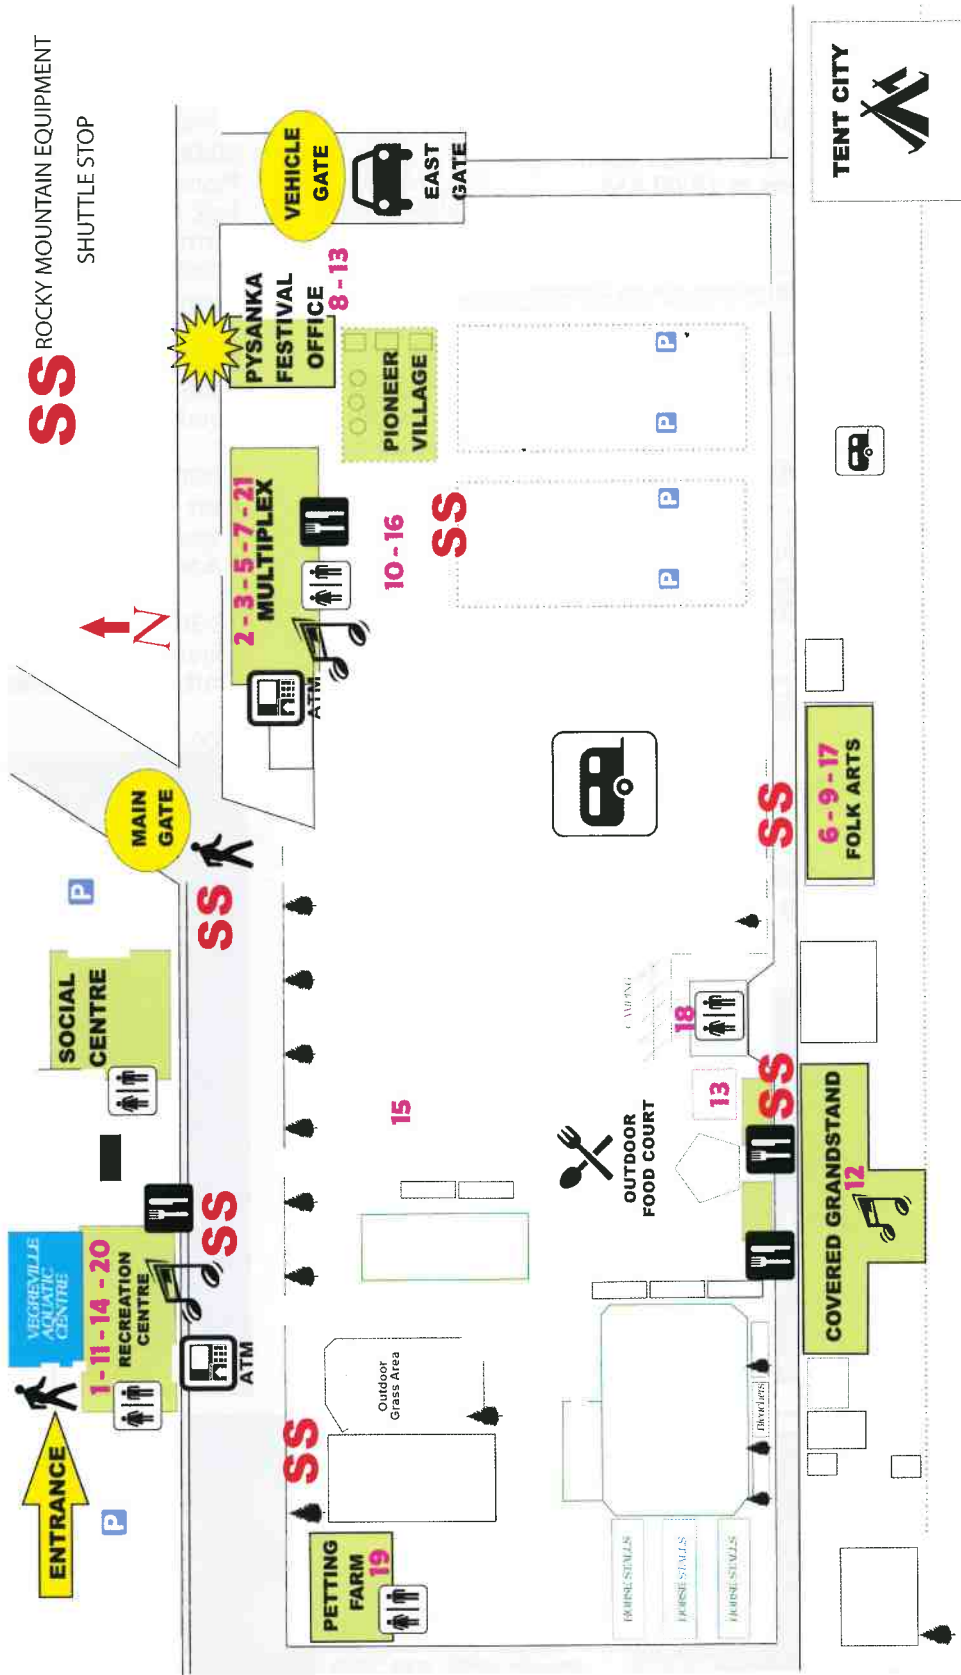 SS ROCKY MOUNTAIN EQUIPMENT
SHUTTLE STOP
N
ENTRANCE
P
VEGREVILLE
AQUATIC
CENTRE
1 - 11 - 14 - 20
RECREATION
CENTRE
ATM
SS
SOCIAL
CENTRE
P
MAIN
GATE
SS
2 - 3 - 5 - 7 - 21
MULTIPLEX
ATM
10 - 16
SS
PYSANKA
FESTIVAL
OFFICE
8 - 13
PIONEER
VILLAGE
VEHICLE
GATE
EAST
GATE
P
P
P
P
PETTING
FARM
19
SS
Outdoor
Grass Area
15
OUTDOOR
FOOD COURT
CAMPING
18
13
SS
SS
HORSE STALLS
HORSE STALLS
HORSE STALLS
Bleachers
COVERED GRANDSTAND
12
6 - 9 - 17
FOLK ARTS
TENT CITY